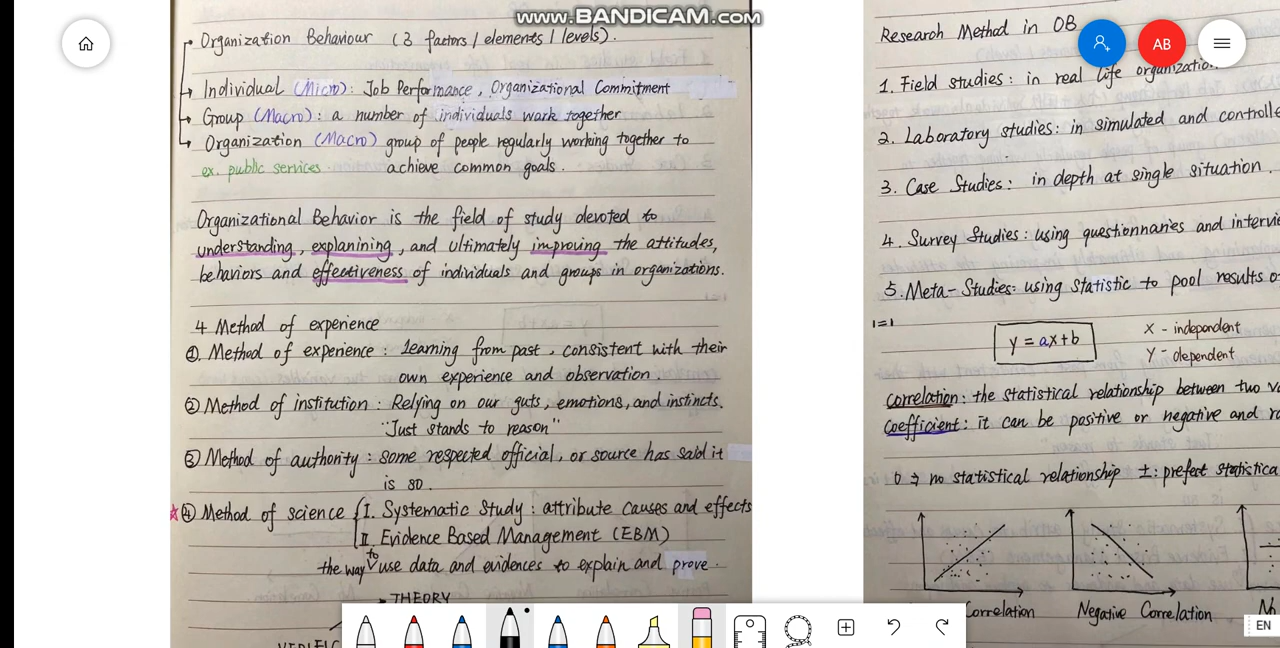 www.BANDICAM.com
Organization Behaviour (3 factors / elements / levels).
Individual (Micro): Job Performance, Organizational Commitment
Group (Macro): a number of individuals work together
Organization (Macro) group of people regularly working together to
ex. public services. achieve common goals.
Organizational Behavior is the field of study devoted to
understanding, explanining, and ultimately improving the attitudes,
behaviors and effectiveness of individuals and groups in organizations.
4 Method of experience
①. Method of experience: Learning from past, consistent with their
own experience and observation.
② Method of institution: Relying on our guts, emotions, and instincts.
"Just stands to reason"
③ Method of authority: some respected official, or source has said it
is so.
☆④ Method of science { I. Systematic Study: attribute causes and effects
II. Evidence Based Management (EBM)
the way to use data and evidences to explain and prove.
THEORY
Research Method in OB
1. Field studies: in real life organizatio
2. Laboratory studies: in simulated and controlle
3. Case Studies: in depth at single situation.
4. Survey Studies: using questionnaries and intervie
5. Meta-Studies: using statistic to pool results o
1=1
y = ax+b
X - independent
Y - dependent
correlation: the statistical relationship between two va
coefficient: it can be positive or negative and ra
0 → no statistical relationship ±: prefect statistica
Correlation
Negative Correlation
No
AB
EN